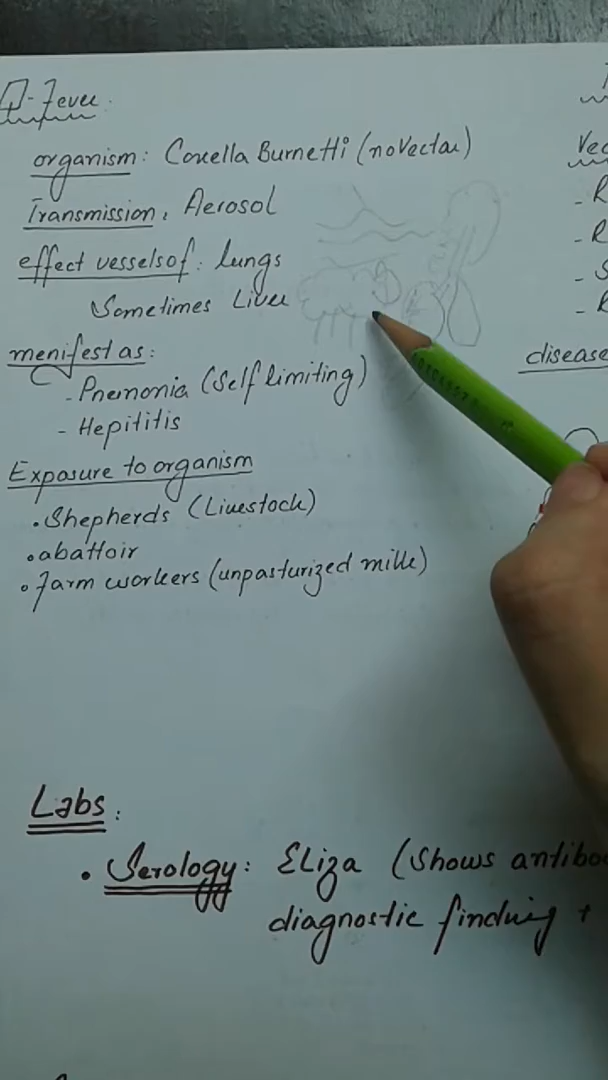 Q-Fever.
organism: Coxella Burnetti (no Vector)
Transmission: Aerosol
effect vessels of: lungs
Sometimes Liver
menifest as:
- Pnemonia (Self limiting)
- Hepititis
Exposure to organism
• Shepherds (Livestock)
• abattoir
• Farm workers (unpasturized milk)
Vec
- R
- R
- S
- R
disease
Labs:
• Serology: Eliza (Shows antibo
diagnostic finding +